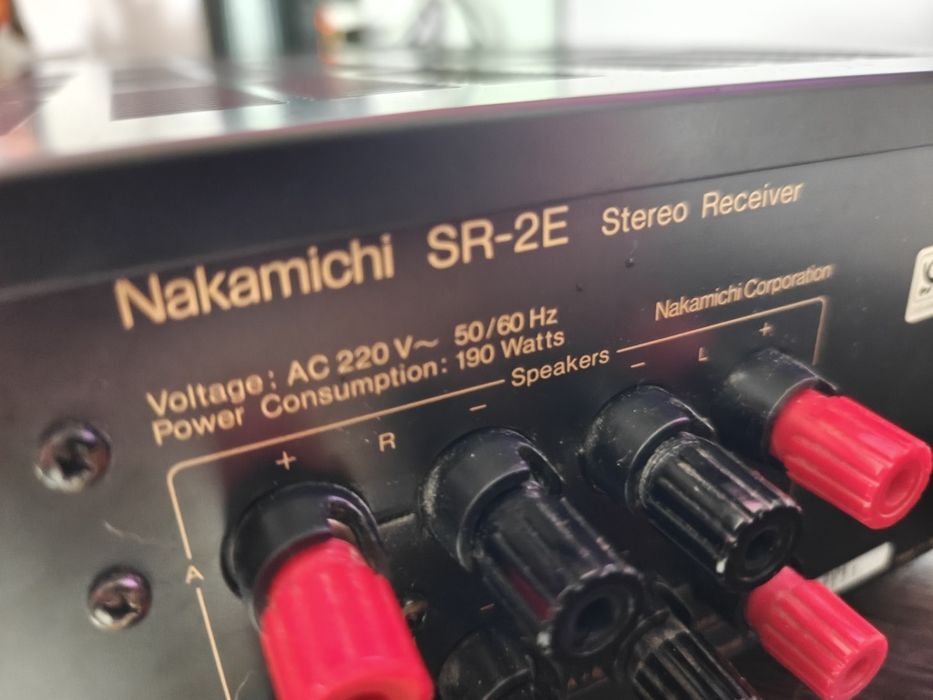 Nakamichi SR-2E Stereo Receiver
Nakamichi Corporation
Voltage: AC 220 V~ 50/60 Hz
Power Consumption: 190 Watts
Speakers
+ R - - L +
A
-